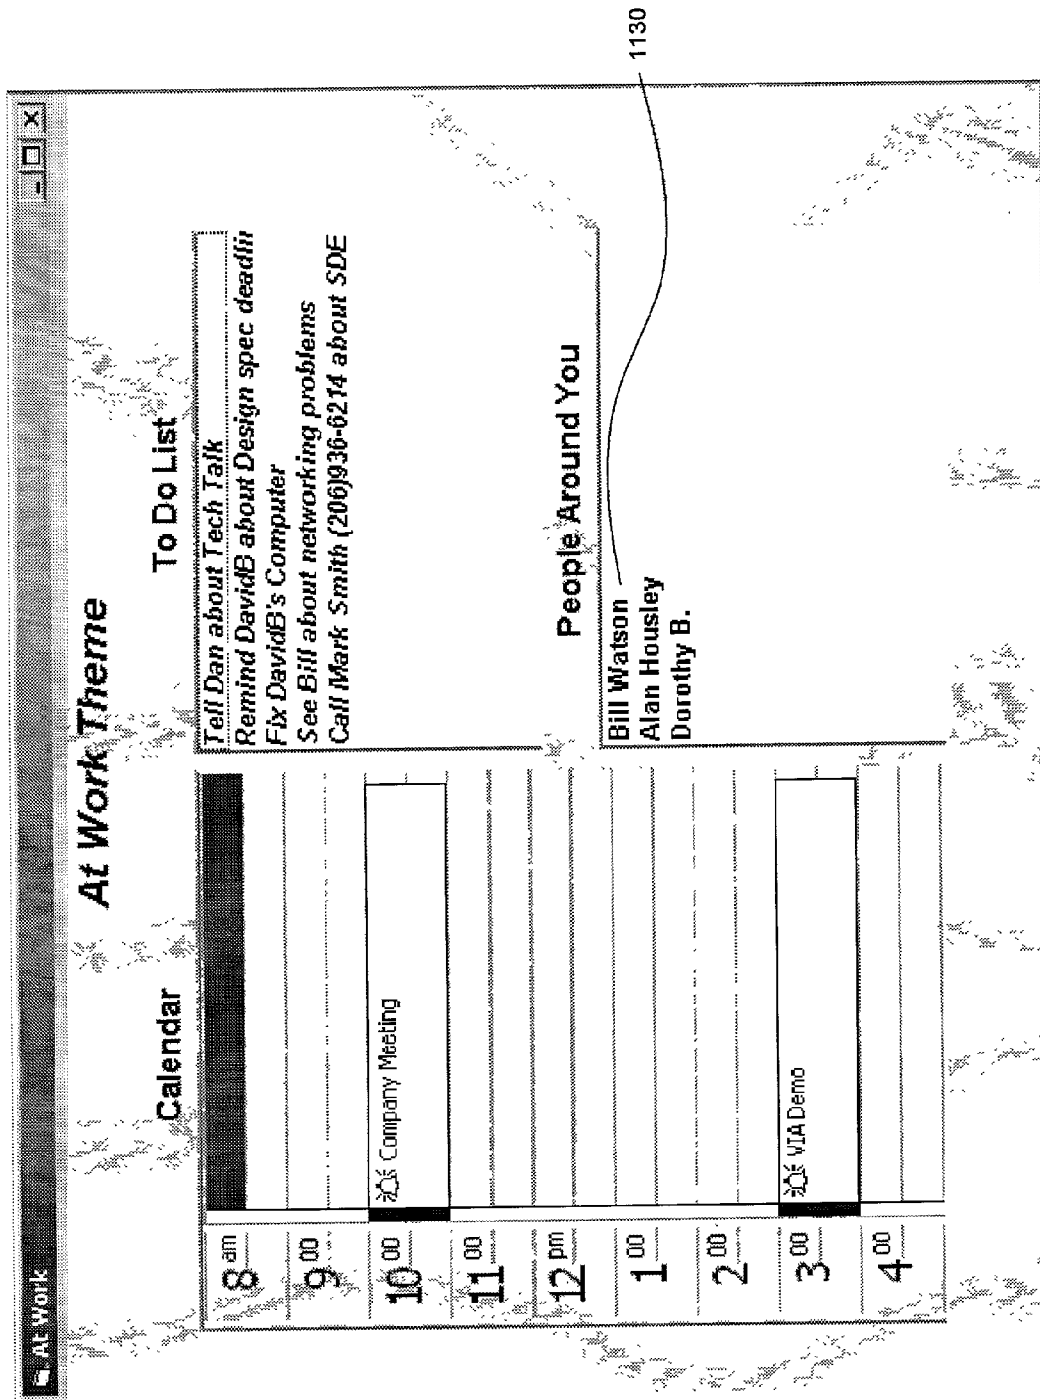 At Work
At Work Theme
Calendar
8 am
9 00
10 00
Company Meeting
11 00
12 pm
1 00
2 00
3 00
VIA Demo
4 00
To Do List
Tell Dan about Tech Talk
Remind DavidB about Design spec deadlin
Fix DavidB's Computer
See Bill about networking problems
Call Mark Smith (206)936-6214 about SDE
People Around You
Bill Watson
Alan Housley
Dorothy B.
1130